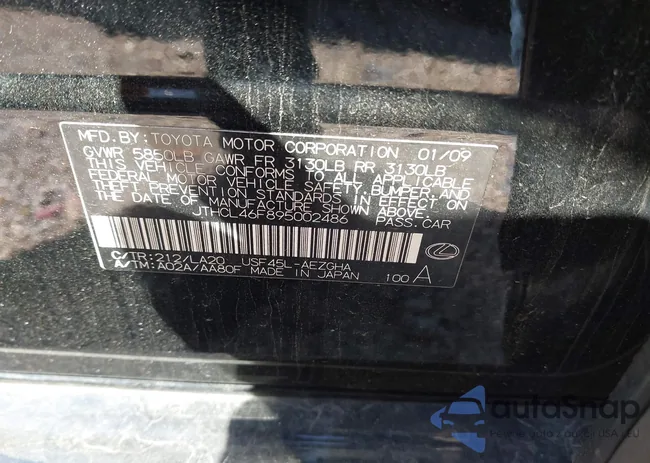 MFD.BY:TOYOTA MOTOR CORPORATION 01/09
GVWR 5850LB GAWR FR 3130LB RR 3130LB
THIS VEHICLE CONFORMS TO ALL APPLICABLE
FEDERAL MOTOR VEHICLE SAFETY,BUMPER,AND
THEFT PREVENTION STANDARDS IN EFFECT ON
THE DATE OF MANUFACTURE SHOWN ABOVE.
JTHCL46F895002486 PASS.CAR
C/TR:212/LA20 USF45L-AEZGHA
A/TM:A02A/AA80F MADE IN JAPAN 100 A
autoSnap